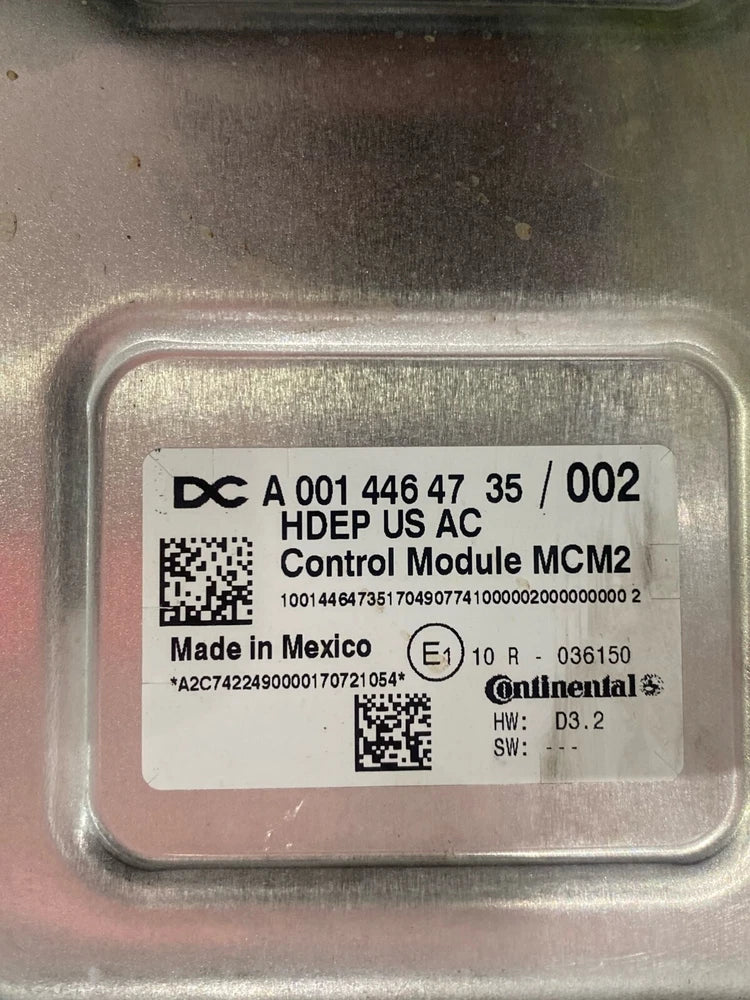 DC A 001 446 47 35 / 002
HDEP US AC
Control Module MCM2
10014464735170490774100000200000000 2
Made in Mexico E1 10 R - 036150
*A2C7422490000170721054*
Continental
HW: D3.2
SW: ---